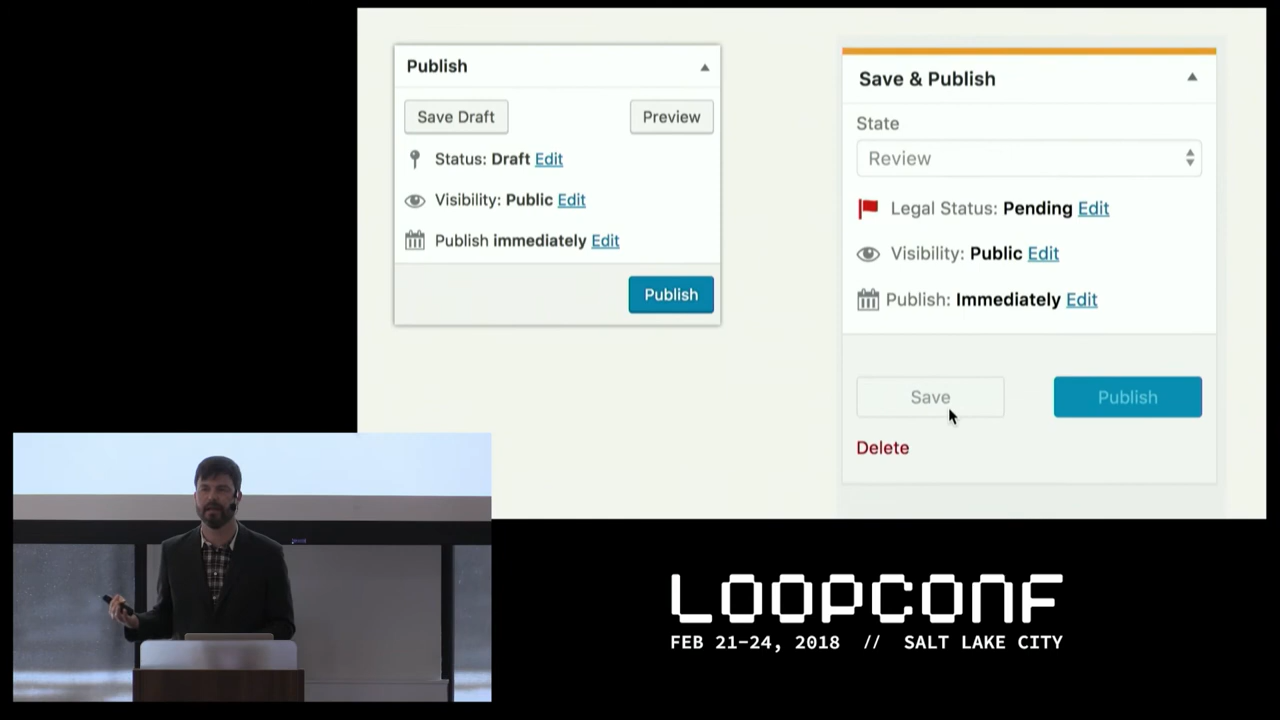 Publish
Save Draft
Preview
Status: Draft Edit
Visibility: Public Edit
Publish immediately Edit
Publish
Save & Publish
State
Review
Legal Status: Pending Edit
Visibility: Public Edit
Publish: Immediately Edit
Save
Publish
Delete
LOOPCONF
FEB 21-24, 2018 // SALT LAKE CITY